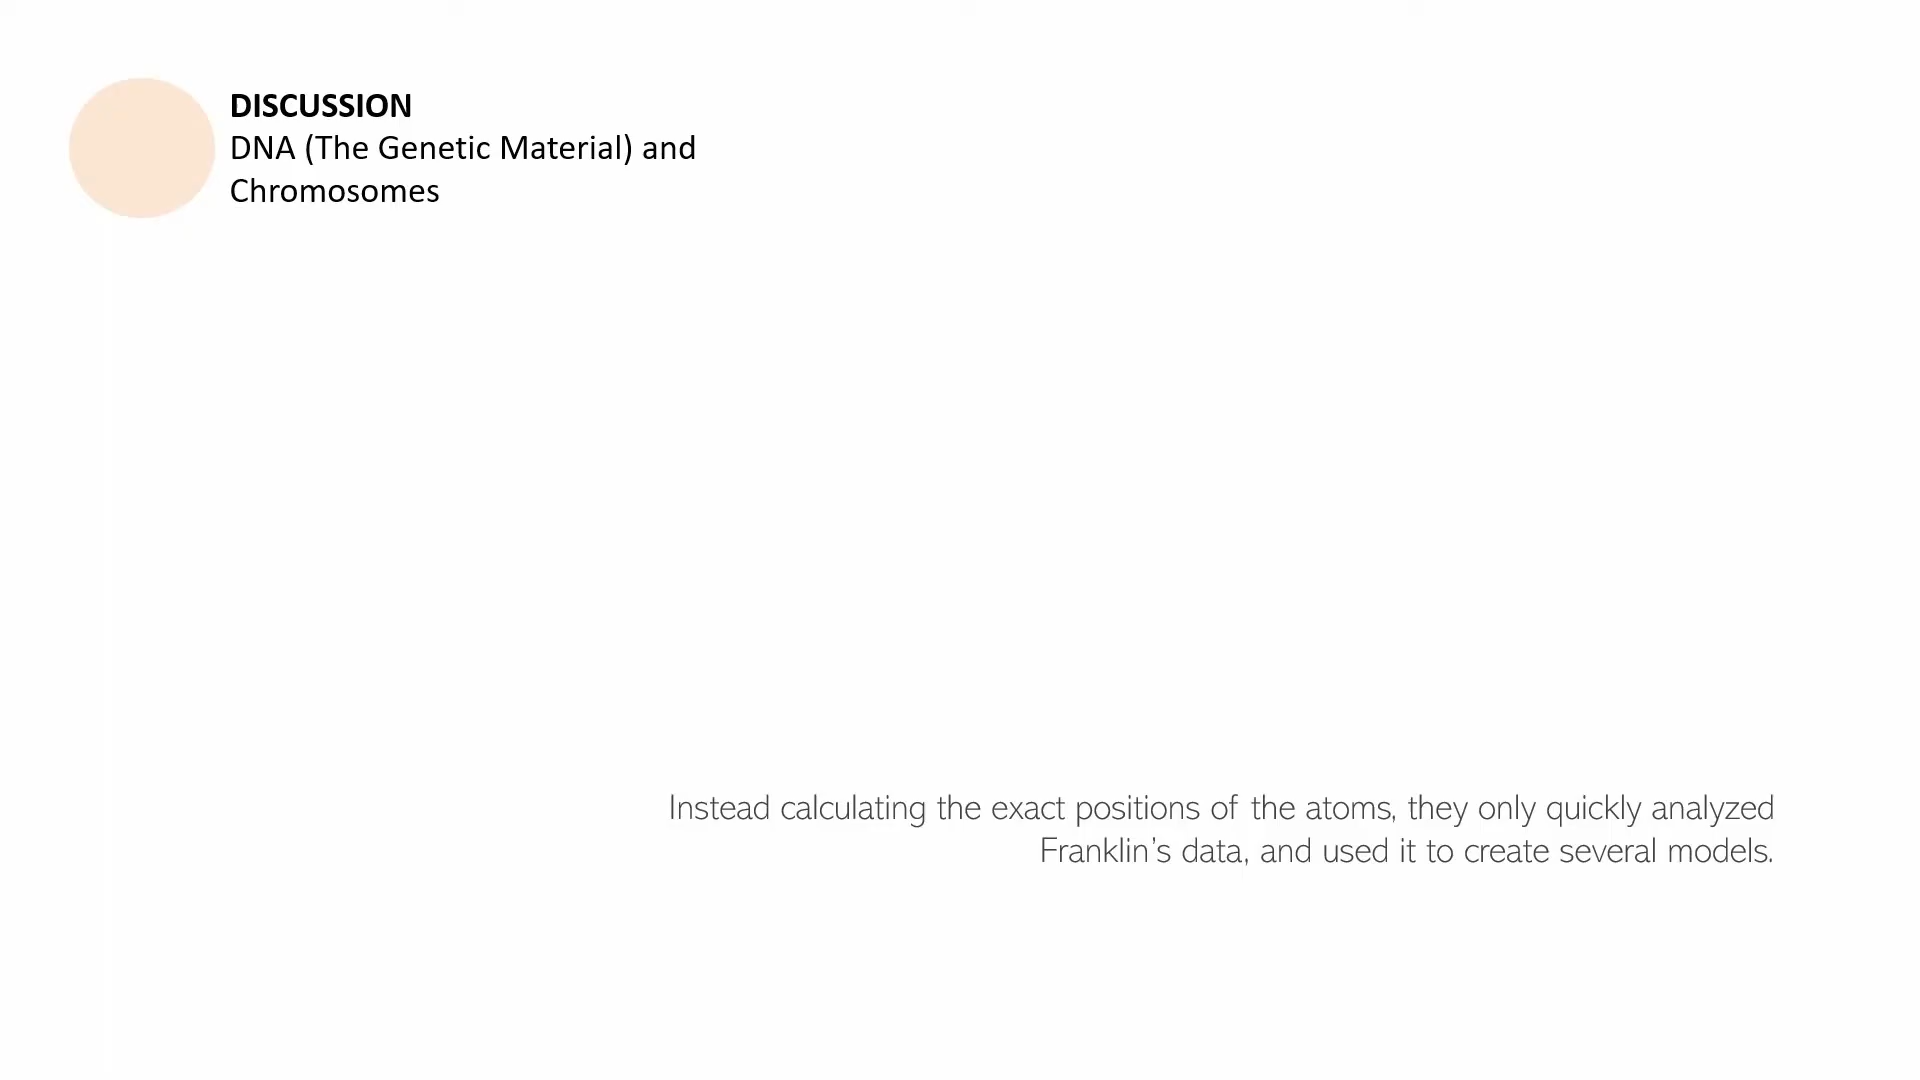 DISCUSSION
DNA (The Genetic Material) and
Chromosomes
Instead calculating the exact positions of the atoms, they only quickly analyzed
Franklin’s data, and used it to create several models.